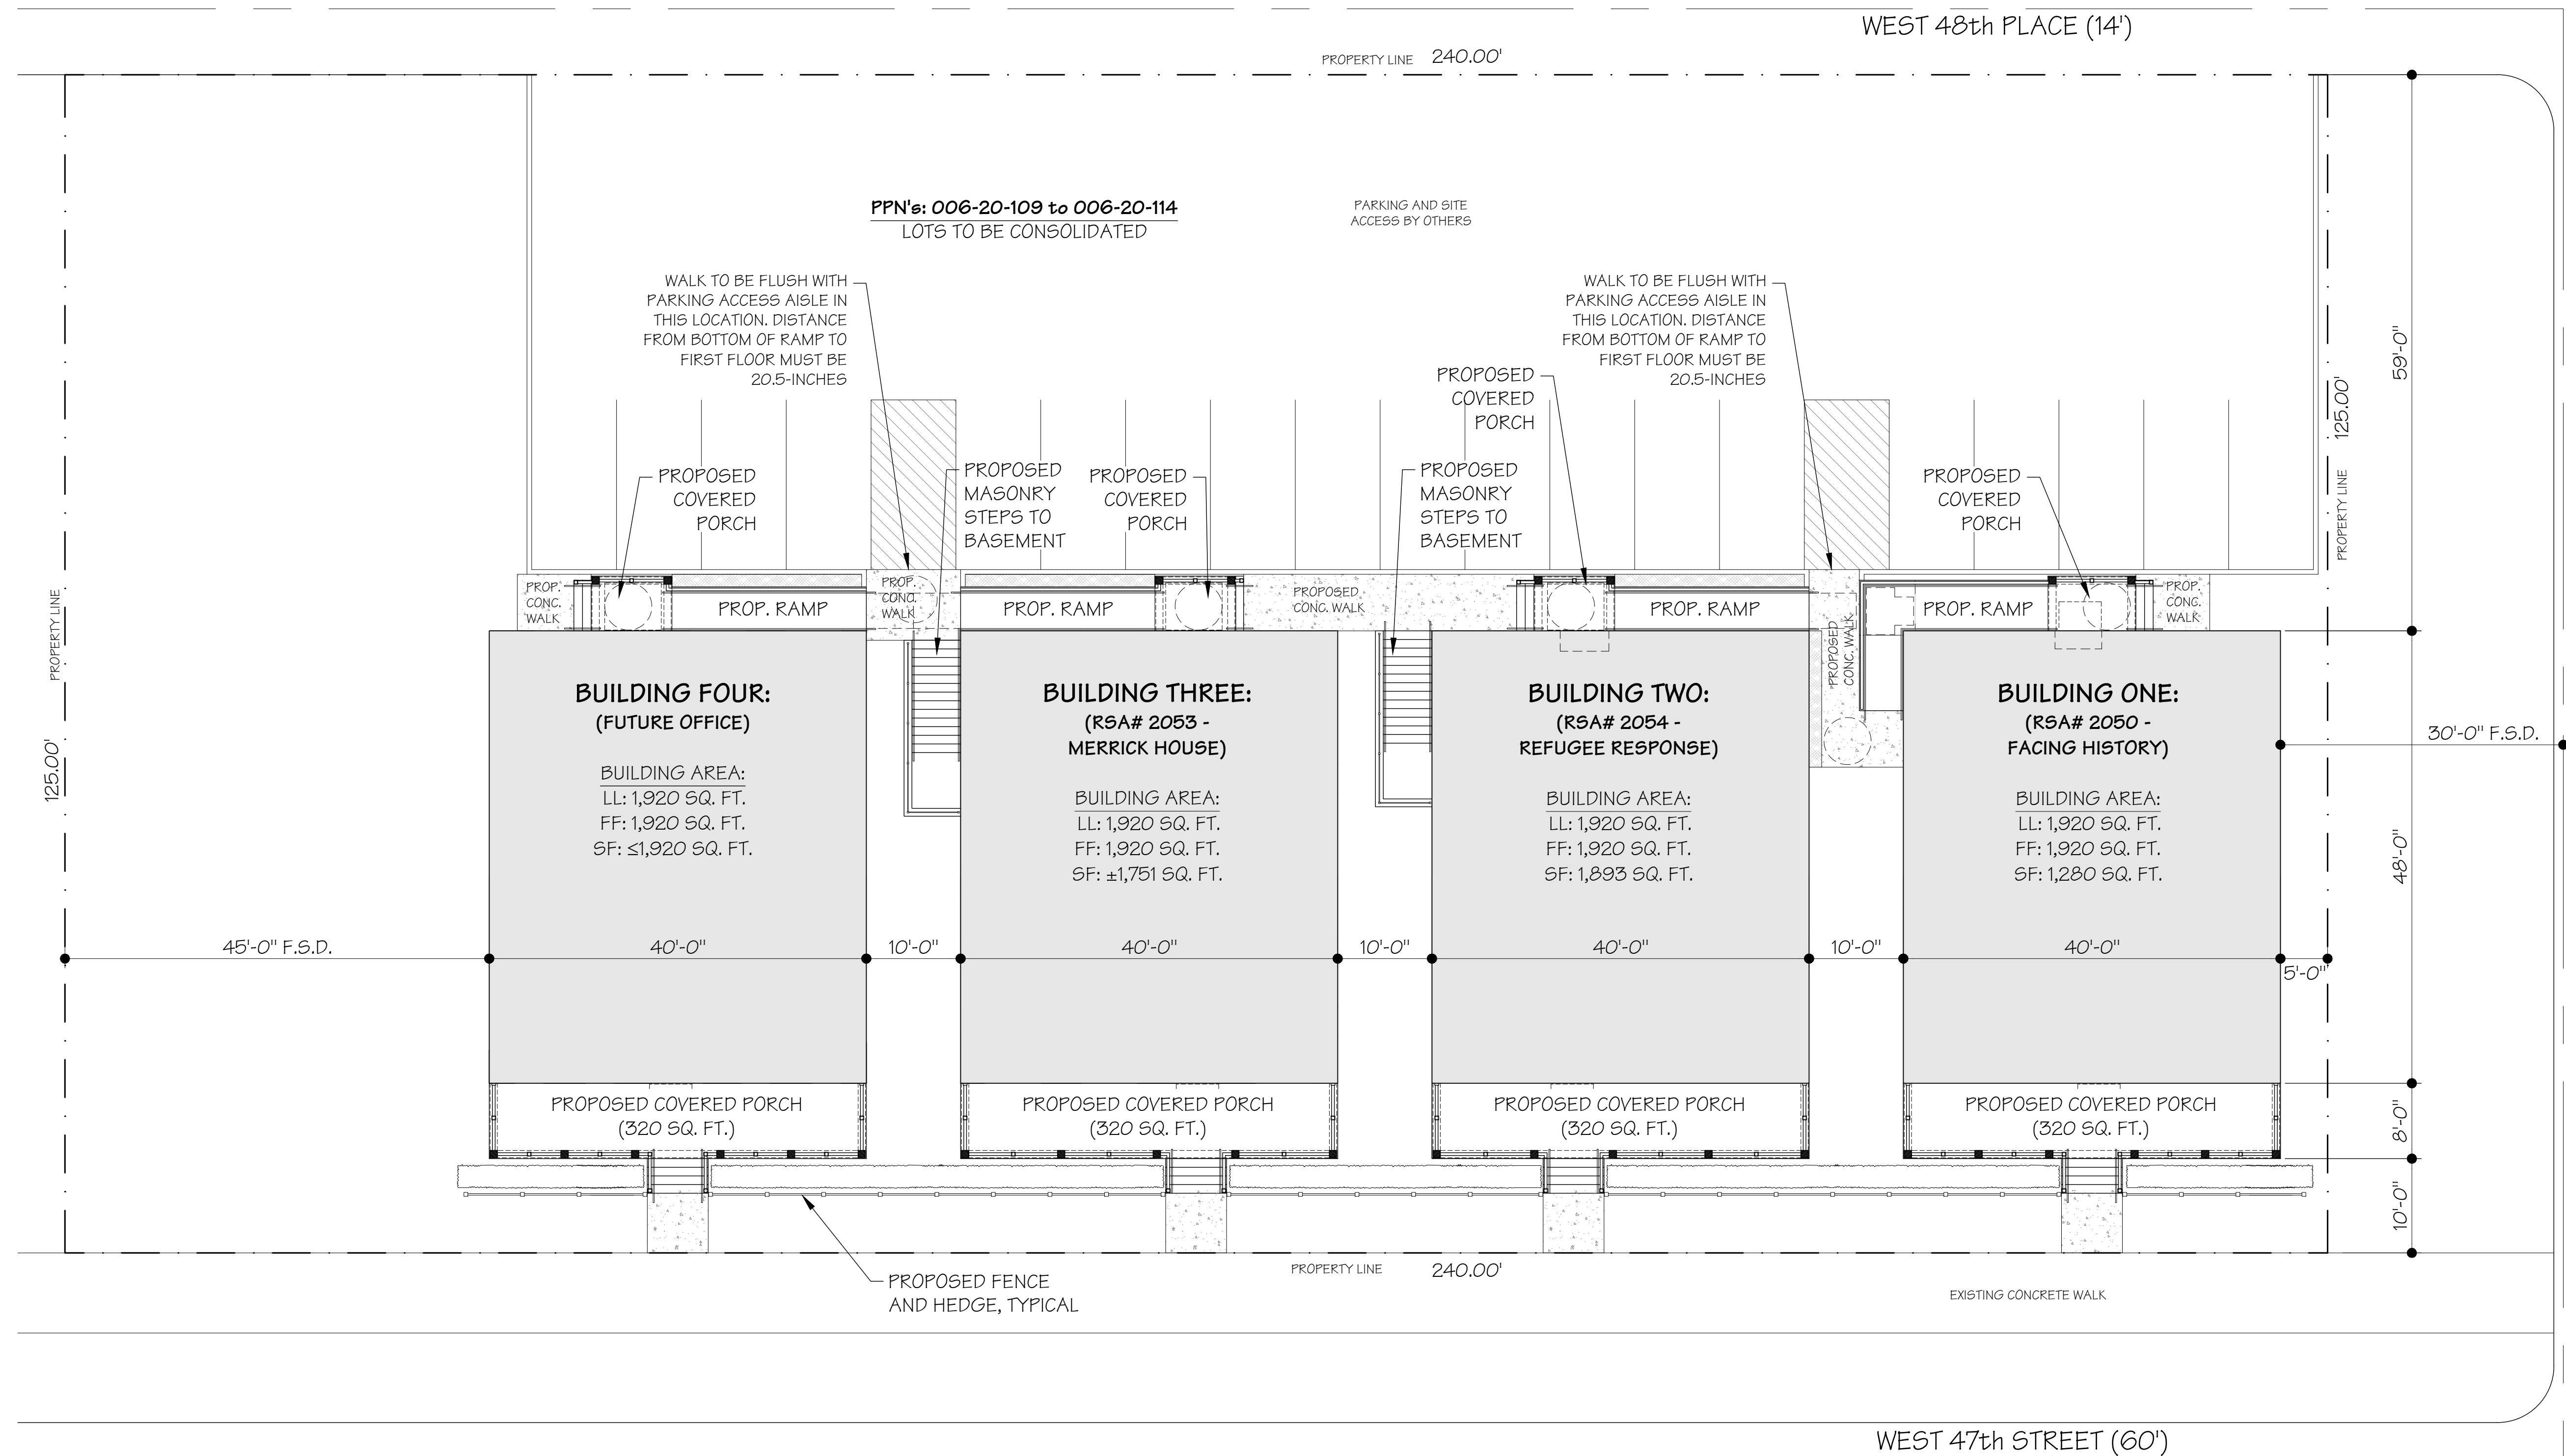 WEST 48th PLACE (14')
PROPERTY LINE 240.00'
PPN's: 006-20-109 to 006-20-114
LOTS TO BE CONSOLIDATED
PARKING AND SITE
ACCESS BY OTHERS
WALK TO BE FLUSH WITH
PARKING ACCESS AISLE IN
THIS LOCATION. DISTANCE
FROM BOTTOM OF RAMP TO
FIRST FLOOR MUST BE
20.5-INCHES
WALK TO BE FLUSH WITH
PARKING ACCESS AISLE IN
THIS LOCATION. DISTANCE
FROM BOTTOM OF RAMP TO
FIRST FLOOR MUST BE
20.5-INCHES
59'-0"
125.00'
PROPERTY LINE
PROPOSED
COVERED
PORCH
PROPOSED
COVERED
PORCH
PROPOSED
MASONRY
STEPS TO
BASEMENT
PROPOSED
COVERED
PORCH
PROPOSED
MASONRY
STEPS TO
BASEMENT
PROPOSED
COVERED
PORCH
PROP.
CONC.
WALK
PROP. RAMP
PROP.
CONC.
WALK
PROP. RAMP
PROPOSED
CONC. WALK
PROP. RAMP
PROPOSED
CONC. WALK
PROP. RAMP
PROP.
CONC.
WALK
PROPERTY LINE
125.00'
BUILDING FOUR:
(FUTURE OFFICE)
BUILDING AREA:
LL: 1,920 SQ. FT.
FF: 1,920 SQ. FT.
SF: ≤1,920 SQ. FT.
BUILDING THREE:
(RSA# 2053 -
MERRICK HOUSE)
BUILDING AREA:
LL: 1,920 SQ. FT.
FF: 1,920 SQ. FT.
SF: ±1,751 SQ. FT.
BUILDING TWO:
(RSA# 2054 -
REFUGEE RESPONSE)
BUILDING AREA:
LL: 1,920 SQ. FT.
FF: 1,920 SQ. FT.
SF: 1,893 SQ. FT.
BUILDING ONE:
(RSA# 2050 -
FACING HISTORY)
BUILDING AREA:
LL: 1,920 SQ. FT.
FF: 1,920 SQ. FT.
SF: 1,280 SQ. FT.
30'-0" F.S.D.
48'-0"
45'-0" F.S.D.
40'-0"
10'-0"
40'-0"
10'-0"
40'-0"
10'-0"
40'-0"
5'-0"
PROPOSED COVERED PORCH
(320 SQ. FT.)
PROPOSED COVERED PORCH
(320 SQ. FT.)
PROPOSED COVERED PORCH
(320 SQ. FT.)
PROPOSED COVERED PORCH
(320 SQ. FT.)
8'-0"
10'-0"
PROPERTY LINE 240.00'
PROPOSED FENCE
AND HEDGE, TYPICAL
EXISTING CONCRETE WALK
WEST 47th STREET (60')